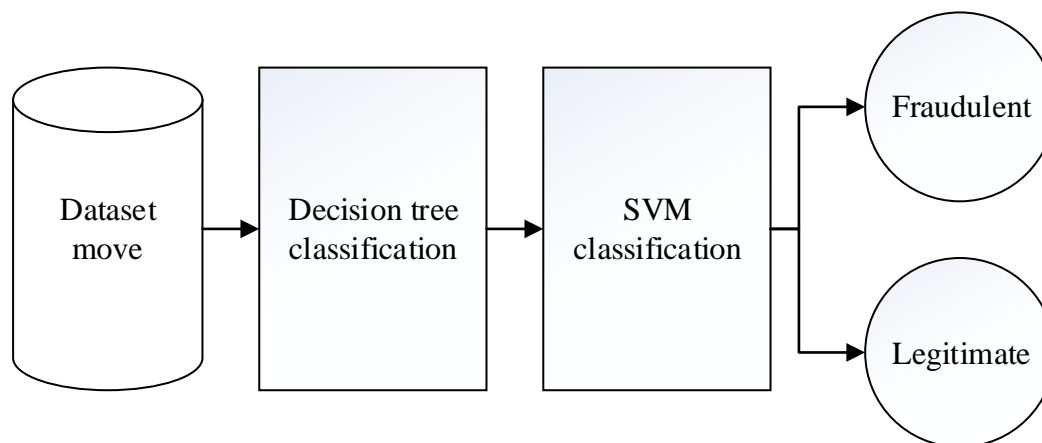 Dataset
move
Decision tree
classification
SVM
classification
Fraudulent
Legitimate